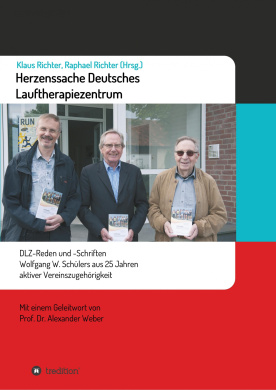 Klaus Richter, Raphael Richter (Hrsg.)
Herzenssache Deutsches
Lauftherapiezentrum
RUN
DLZ-Reden und -Schriften
Wolfgang W. Schülers aus 25 Jahren
aktiver Vereinszugehörigkeit
Mit einem Geleitwort von
Prof. Dr. Alexander Weber
tredition